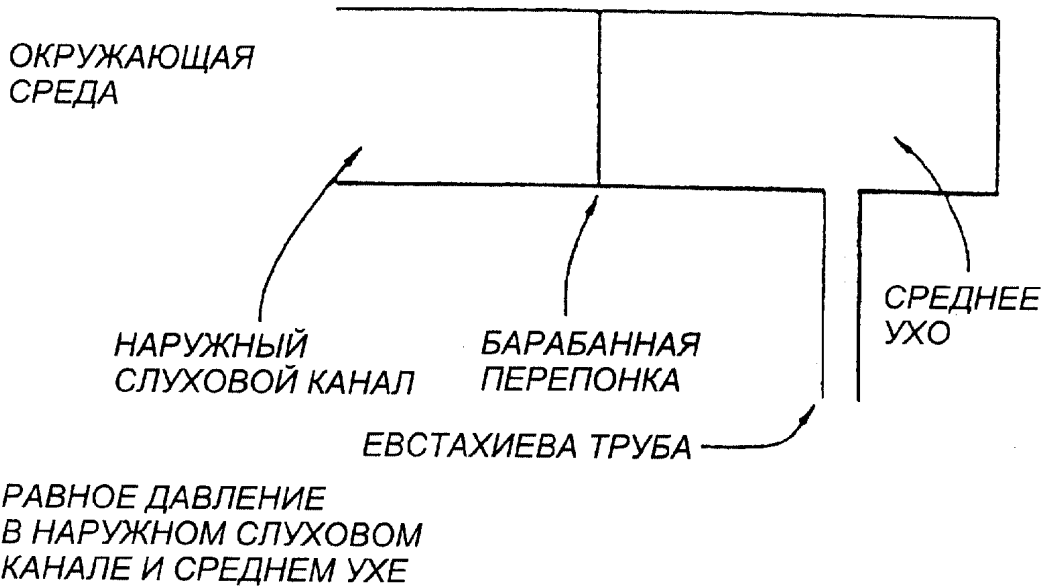 ОКРУЖАЮЩАЯ
СРЕДА
СРЕДНЕЕ
УХО
НАРУЖНЫЙ
СЛУХОВОЙ КАНАЛ
БАРАБАННАЯ
ПЕРЕПОНКА
ЕВСТАХИЕВА ТРУБА
РАВНОЕ ДАВЛЕНИЕ
В НАРУЖНОМ СЛУХОВОМ
КАНАЛЕ И СРЕДНЕМ УХЕ